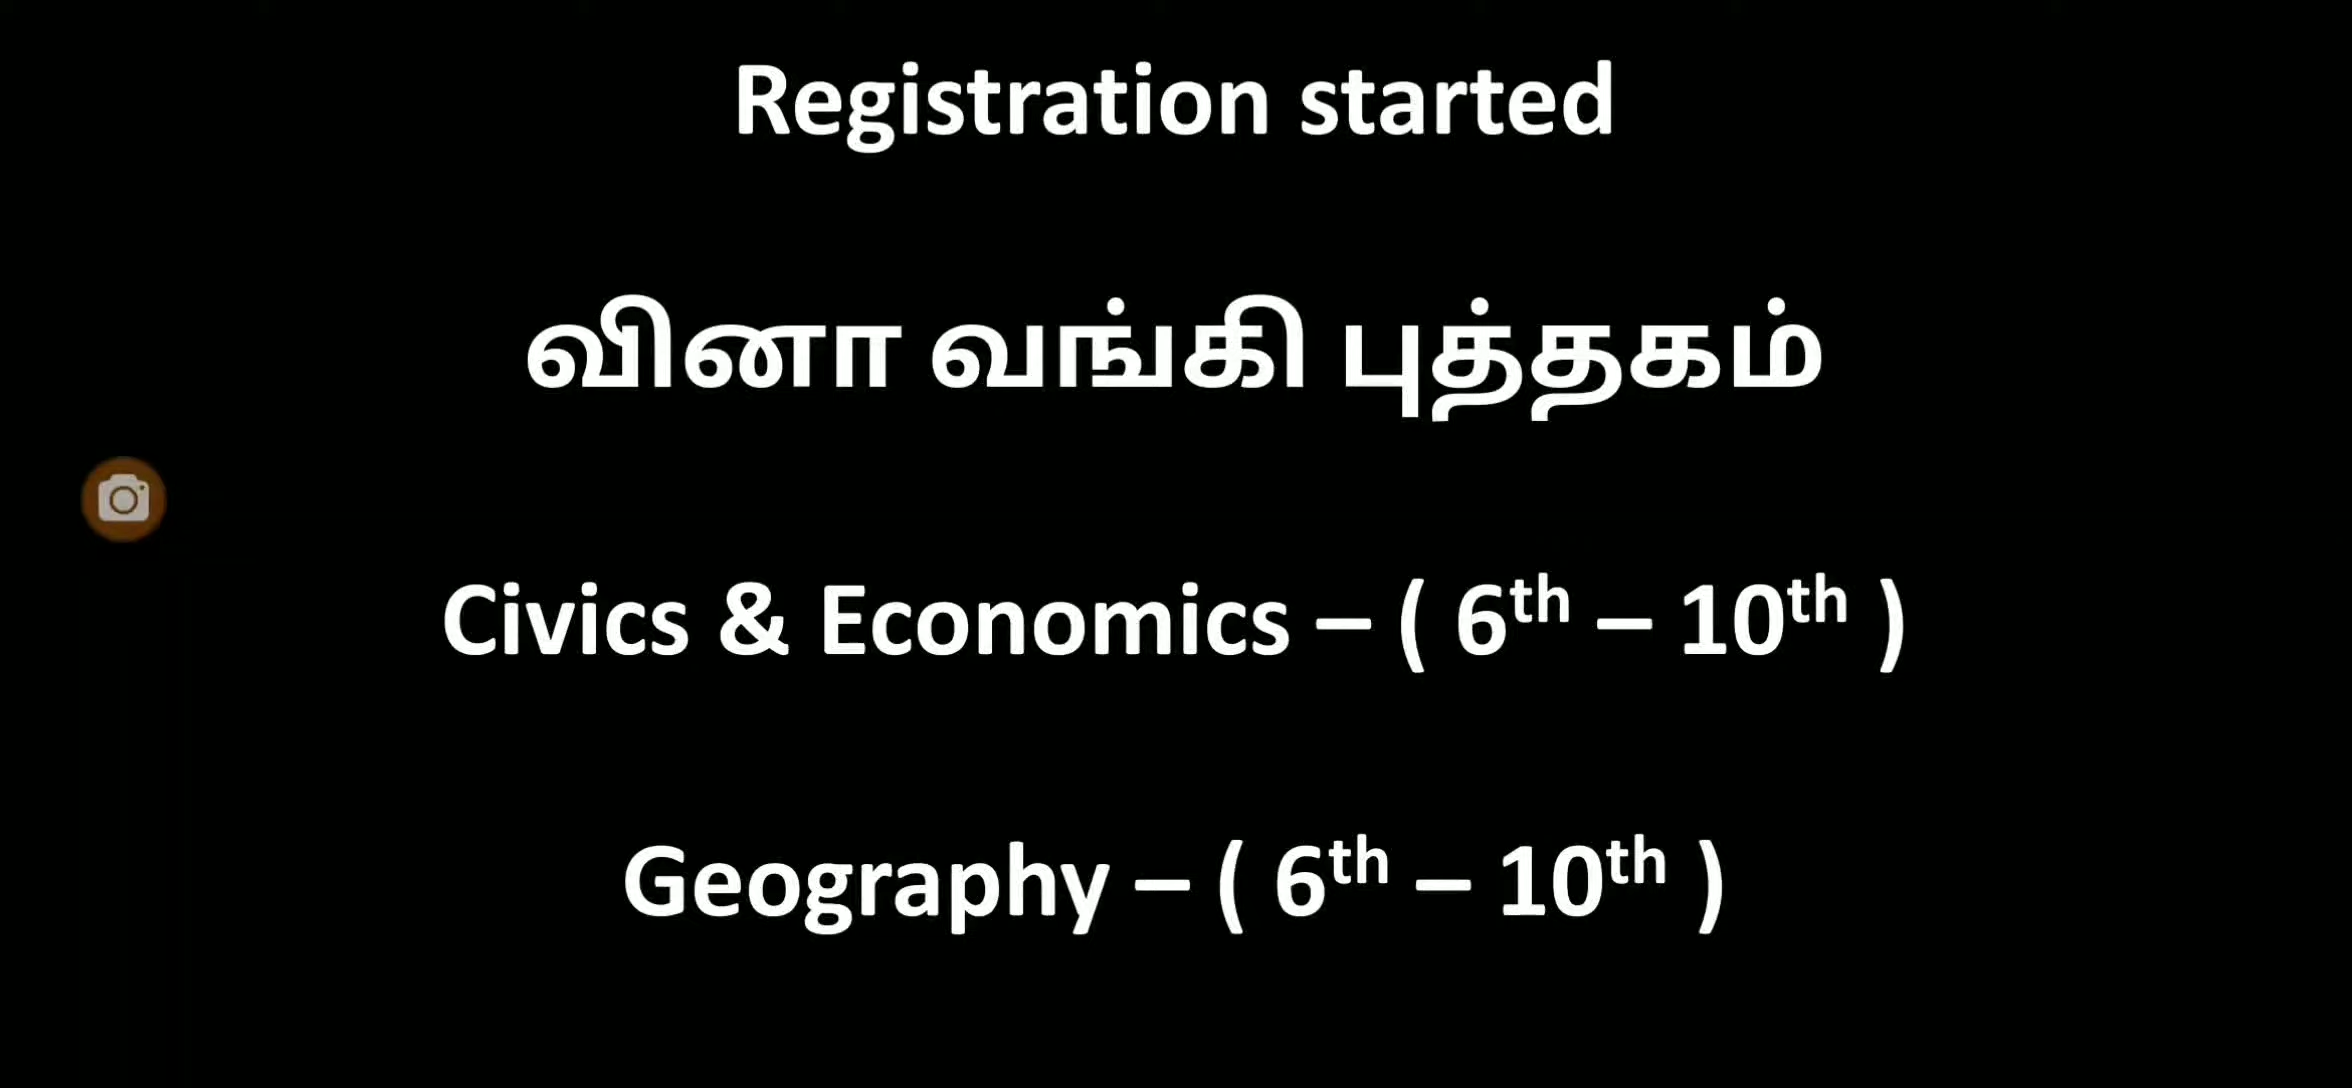 Registration started
வினா வங்கி புத்தகம்
Civics & Economics – ( 6th – 10th )
Geography – ( 6th – 10th )